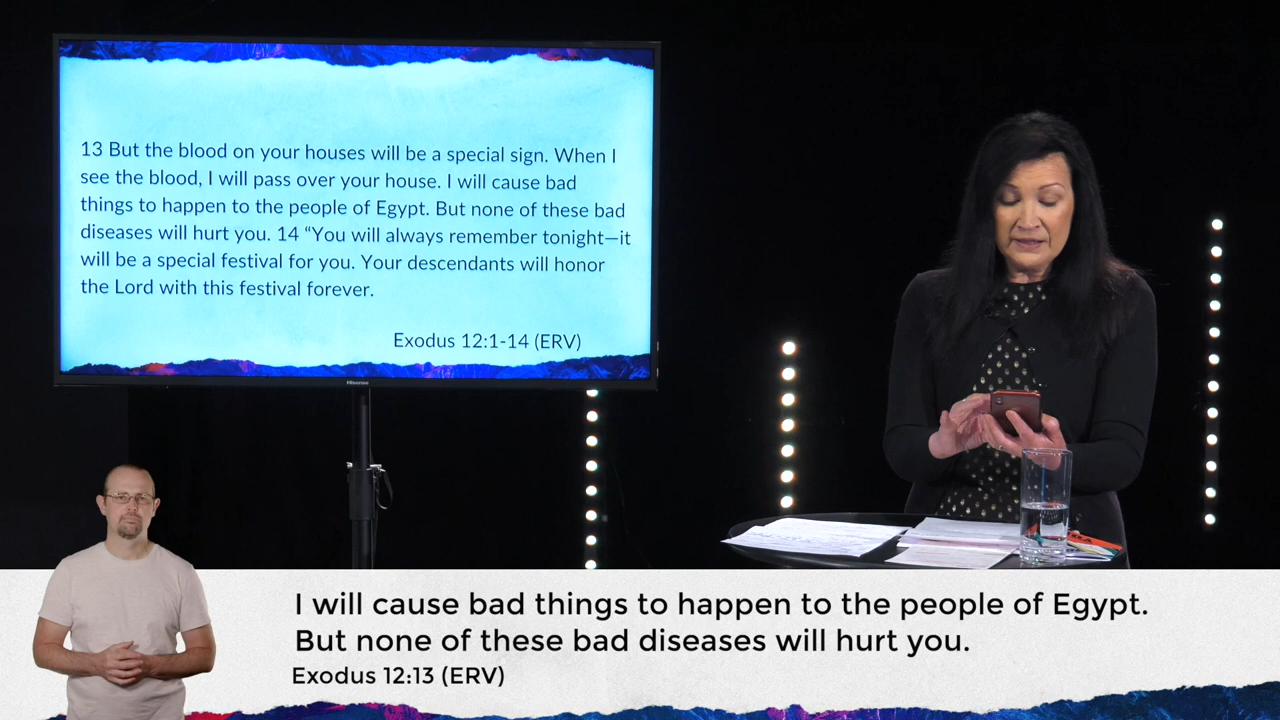 13 But the blood on your houses will be a special sign. When I
see the blood, I will pass over your house. I will cause bad
things to happen to the people of Egypt. But none of these bad
diseases will hurt you. 14 “You will always remember tonight—it
will be a special festival for you. Your descendants will honor
the Lord with this festival forever.
Exodus 12:1-14 (ERV)
Hisense
I will cause bad things to happen to the people of Egypt.
But none of these bad diseases will hurt you.
Exodus 12:13 (ERV)